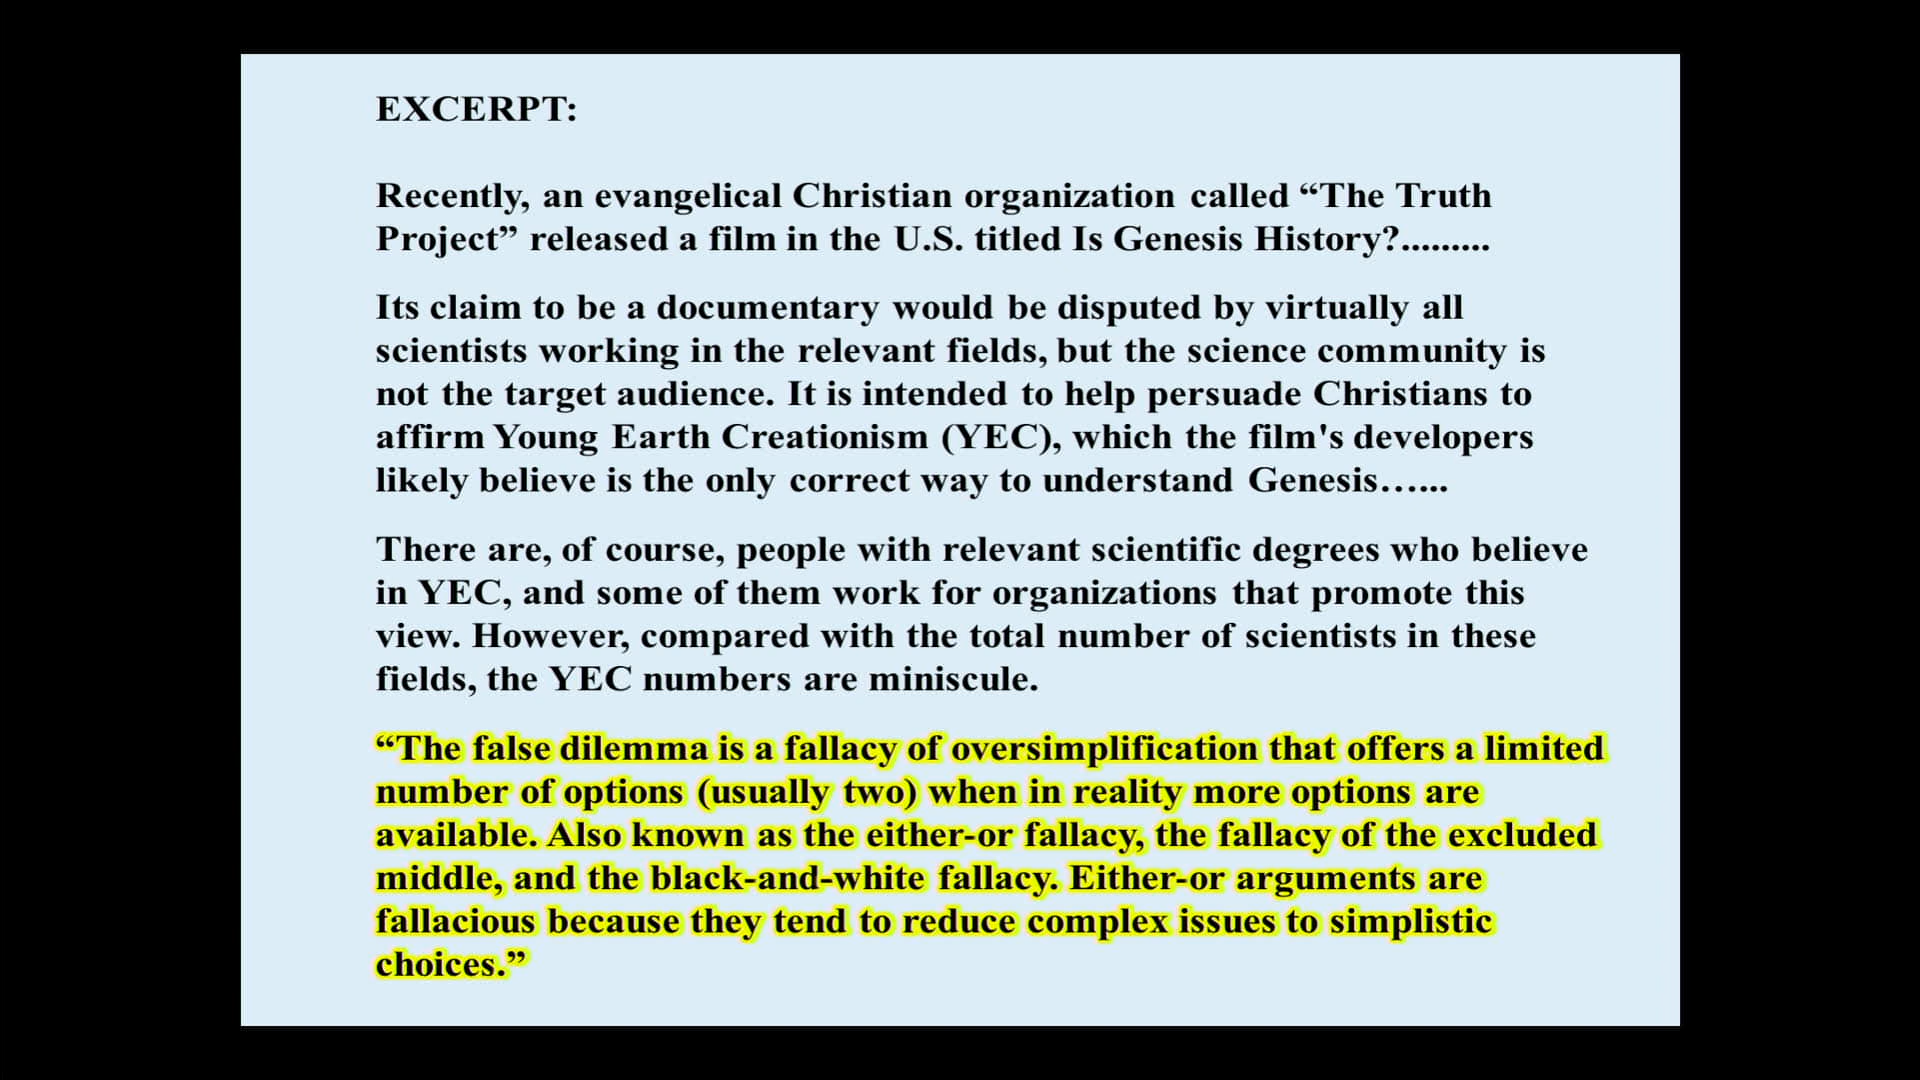 EXCERPT:
Recently, an evangelical Christian organization called “The Truth
Project” released a film in the U.S. titled Is Genesis History?.........
Its claim to be a documentary would be disputed by virtually all
scientists working in the relevant fields, but the science community is
not the target audience. It is intended to help persuade Christians to
affirm Young Earth Creationism (YEC), which the film's developers
likely believe is the only correct way to understand Genesis…...
There are, of course, people with relevant scientific degrees who believe
in YEC, and some of them work for organizations that promote this
view. However, compared with the total number of scientists in these
fields, the YEC numbers are miniscule.
“The false dilemma is a fallacy of oversimplification that offers a limited
number of options (usually two) when in reality more options are
available. Also known as the either-or fallacy, the fallacy of the excluded
middle, and the black-and-white fallacy. Either-or arguments are
fallacious because they tend to reduce complex issues to simplistic
choices.”